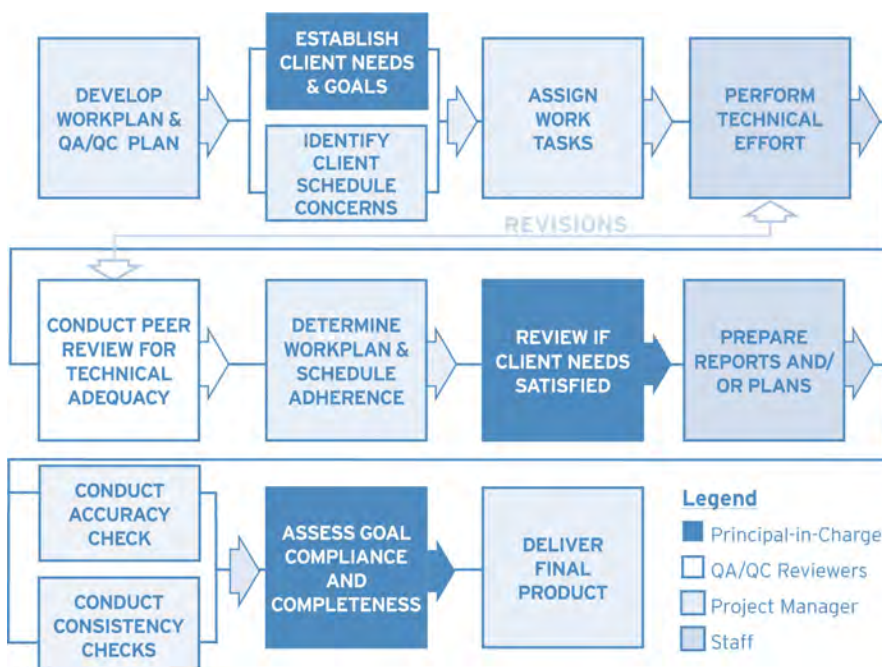 DEVELOP
WORKPLAN &
QA/QC PLAN
ESTABLISH
CLIENT NEEDS
& GOALS
IDENTIFY
CLIENT
SCHEDULE
CONCERNS
ASSIGN
WORK
TASKS
PERFORM
TECHNICAL
EFFORT
REVISIONS
CONDUCT PEER
REVIEW FOR
TECHNICAL
ADEQUACY
DETERMINE
WORKPLAN &
SCHEDULE
ADHERENCE
REVIEW IF
CLIENT NEEDS
SATISFIED
PREPARE
REPORTS AND/
OR PLANS
CONDUCT
ACCURACY
CHECK
CONDUCT
CONSISTENCY
CHECKS
ASSESS GOAL
COMPLIANCE
AND
COMPLETENESS
DELIVER
FINAL
PRODUCT
Legend
Principal-in-Charge
QA/QC Reviewers
Project Manager
Staff